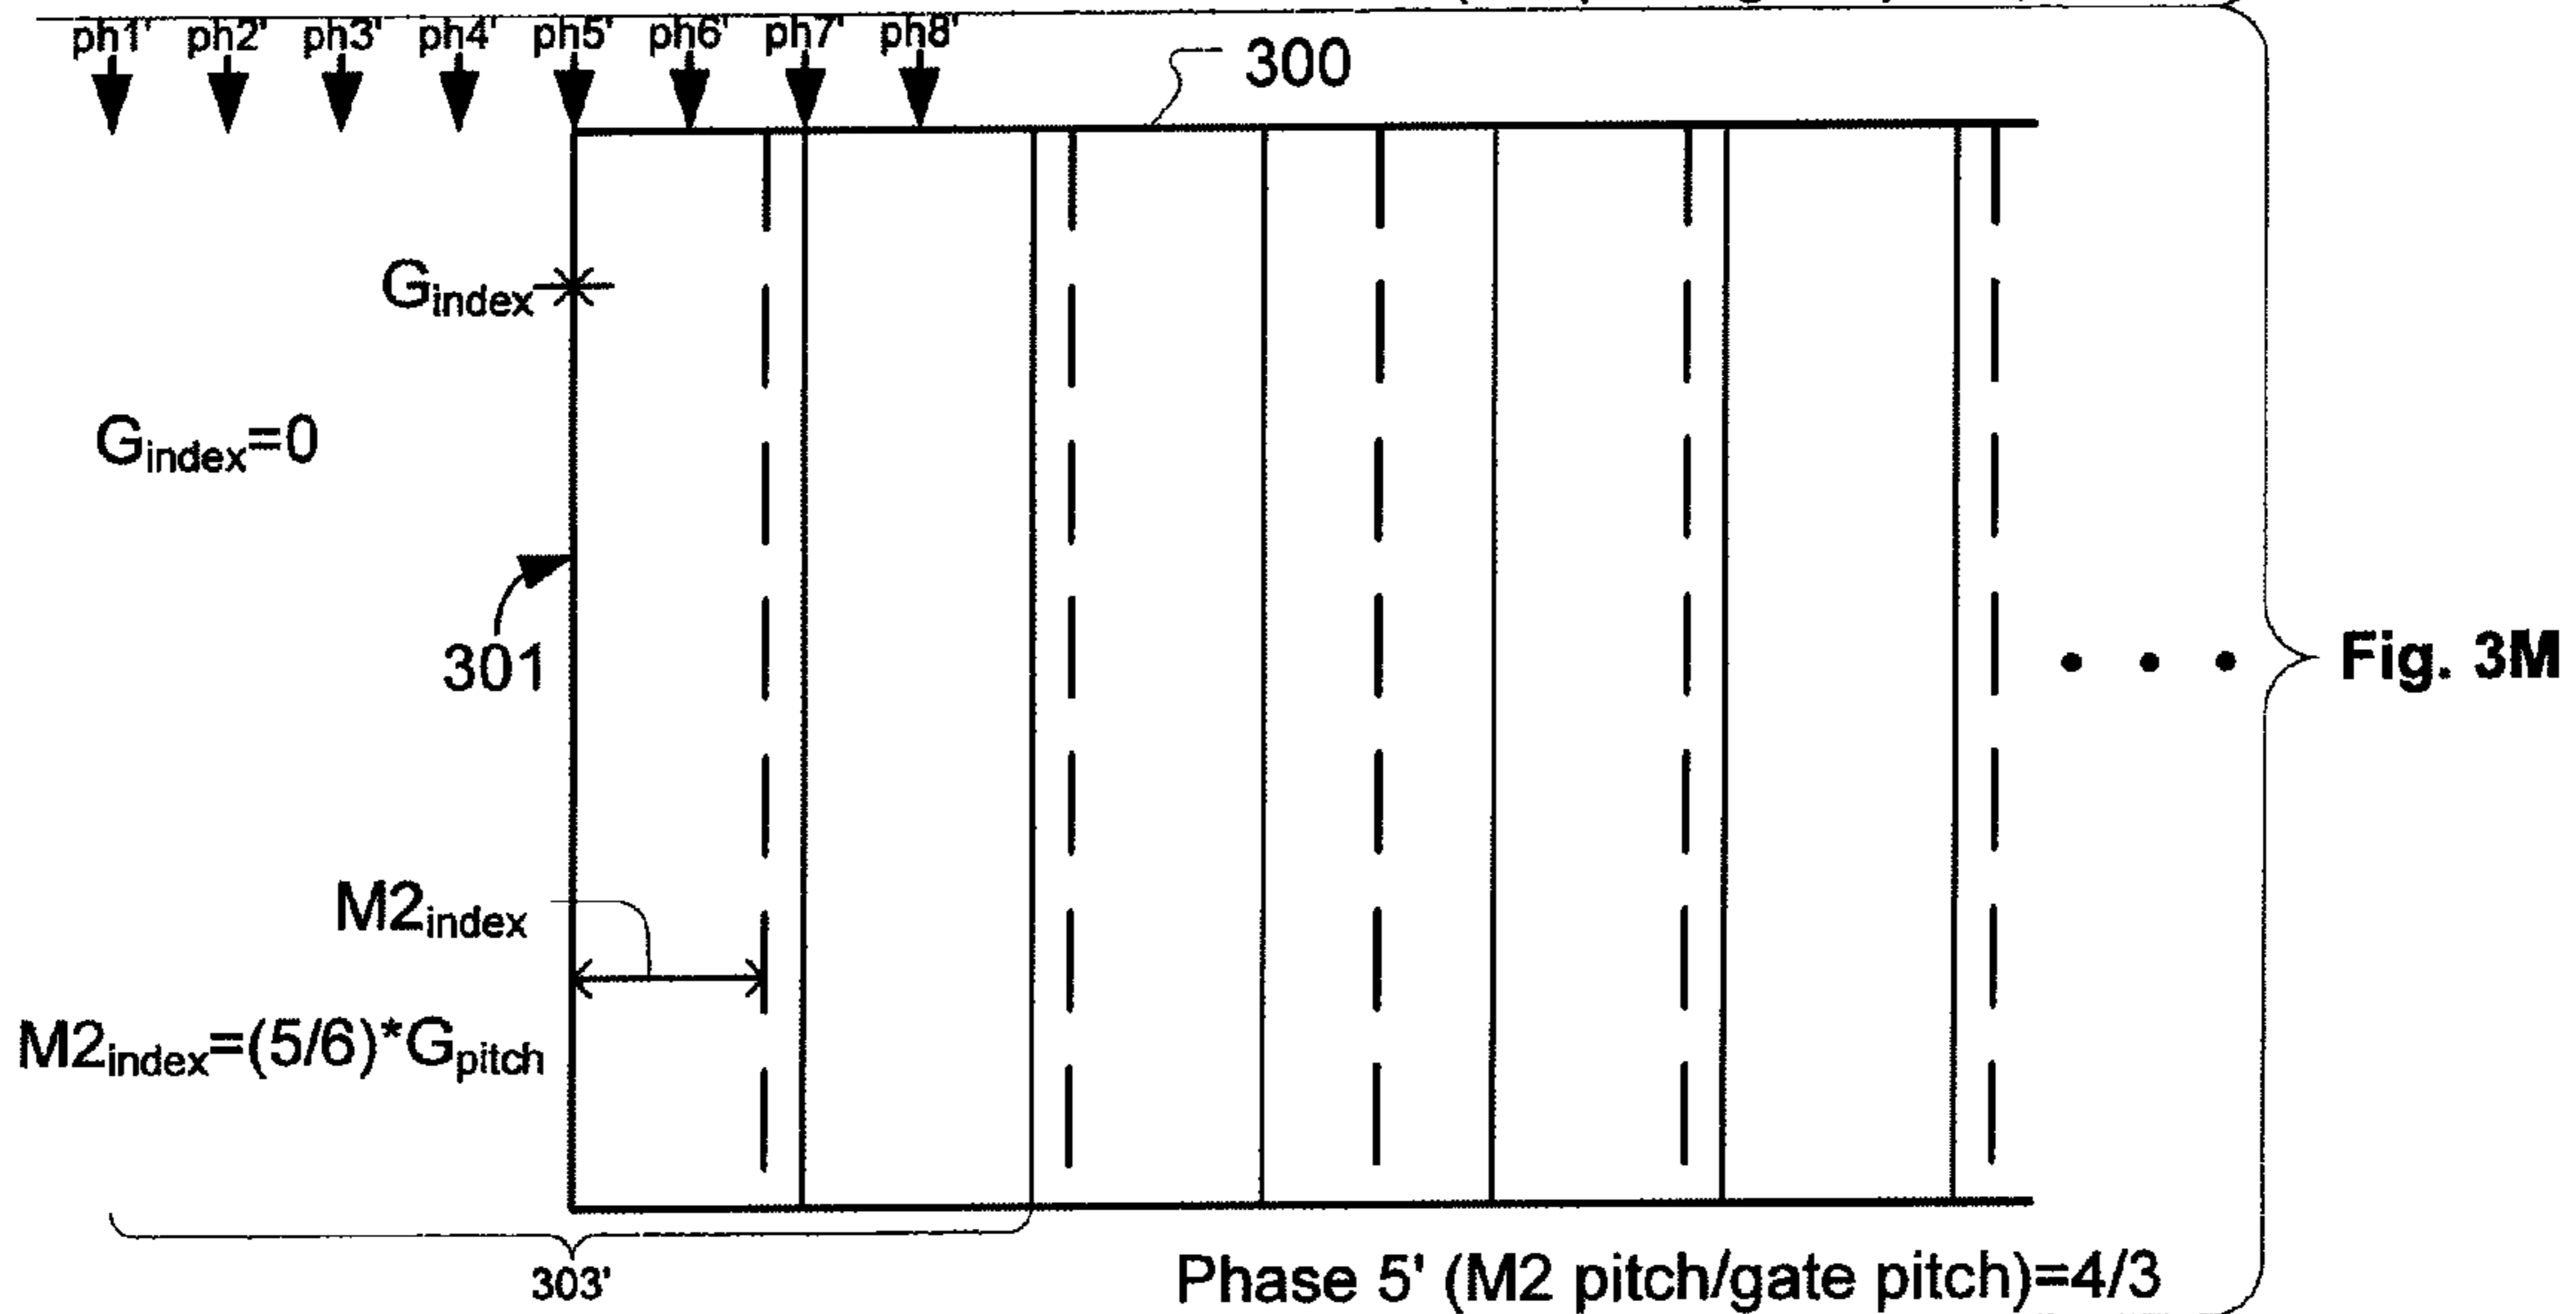 ph1' ph2' ph3' ph4' ph5' ph6' ph7' ph8'
300
Gindex
Gindex=0
301
Fig. 3M
M2index
M2index=(5/6)*Gpitch
303'
Phase 5' (M2 pitch/gate pitch)=4/3